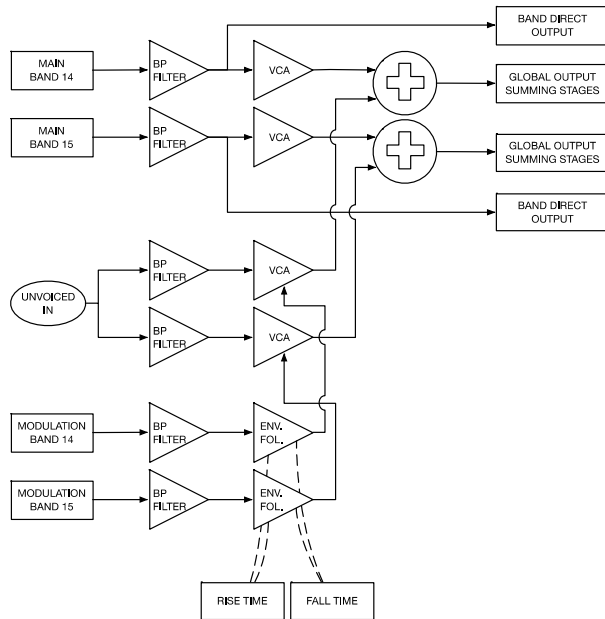 BAND DIRECT
OUTPUT
MAIN
BAND 14
BP
FILTER
VCA
GLOBAL OUTPUT
SUMMING STAGES
MAIN
BAND 15
BP
FILTER
VCA
GLOBAL OUTPUT
SUMMING STAGES
BAND DIRECT
OUTPUT
UNVOICED
IN
BP
FILTER
VCA
BP
FILTER
VCA
MODULATION
BAND 14
BP
FILTER
ENV.
FOL.
MODULATION
BAND 15
BP
FILTER
ENV.
FOL.
RISE TIME
FALL TIME